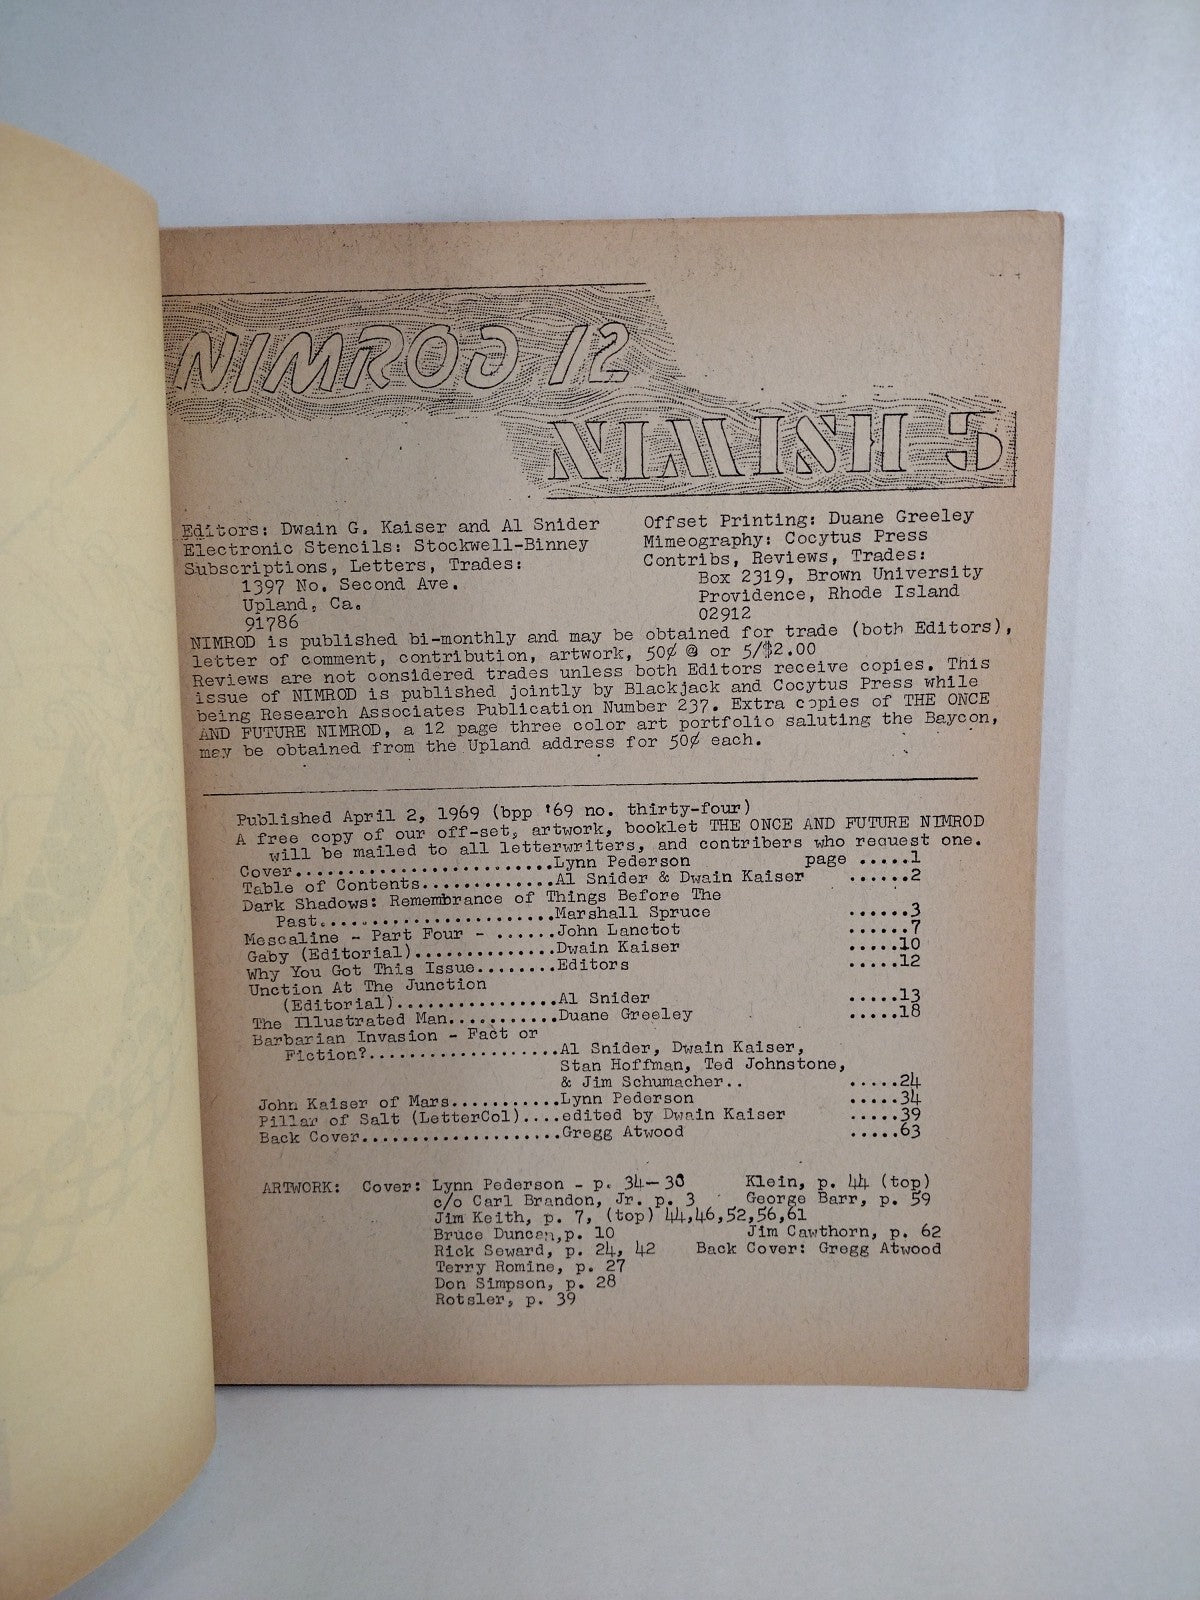 NIMROD 12
NIMISH 5
Editors: Dwain G. Kaiser and Al Snider
Electronic Stencils: Stockwell-Binney
Subscriptions, Letters, Trades:
1397 No. Second Ave.
Upland, Ca.
91786
Offset Printing: Duane Greeley
Mimeography: Cocytus Press
Contribs, Reviews, Trades:
Box 2319, Brown University
Providence, Rhode Island
02912
NIMROD is published bi-monthly and may be obtained for trade (both Editors),
letter of comment, contribution, artwork, 50¢ @ or 5/$2.00
Reviews are not considered trades unless both Editors receive copies. This
issue of NIMROD is published jointly by Blackjack and Cocytus Press while
being Research Associates Publication Number 237. Extra copies of THE ONCE
AND FUTURE NIMROD, a 12 page three color art portfolio saluting the Baycon,
may be obtained from the Upland address for 50¢ each.
Published April 2, 1969 (bpp '69 no. thirty-four)
A free copy of our off-set, artwork, booklet THE ONCE AND FUTURE NIMROD
will be mailed to all letterwriters, and contribers who request one.
Cover..........................Lynn Pederson page .....1
Table of Contents.............Al Snider & Dwain Kaiser ......2
Dark Shadows: Remembrance of Things Before The
Past.......................Marshall Spruce ......3
Mescaline - Part Four - ......John Lanctot ......7
Gaby (Editorial)..............Dwain Kaiser .....10
Why You Got This Issue........Editors .....12
Unction At The Junction
(Editorial)................Al Snider .....13
The Illustrated Man...........Duane Greeley .....18
Barbarian Invasion - Fact or
Fiction?...................Al Snider, Dwain Kaiser,
Stan Hoffman, Ted Johnstone,
& Jim Schumacher.. .....24
John Kaiser of Mars...........Lynn Pederson .....34
Pillar of Salt (LetterCol)....edited by Dwain Kaiser .....39
Back Cover....................Gregg Atwood .....63
ARTWORK: Cover: Lynn Pederson - p. 34-38 Klein, p. 44 (top)
c/o Carl Brandon, Jr. p. 3 George Barr, p. 59
Jim Keith, p. 7, (top) 44,46,52,56,61
Bruce Duncan,p. 10 Jim Cawthorn, p. 62
Rick Seward, p. 24, 42 Back Cover: Gregg Atwood
Terry Romine, p. 27
Don Simpson, p. 28
Rotsler, p. 39